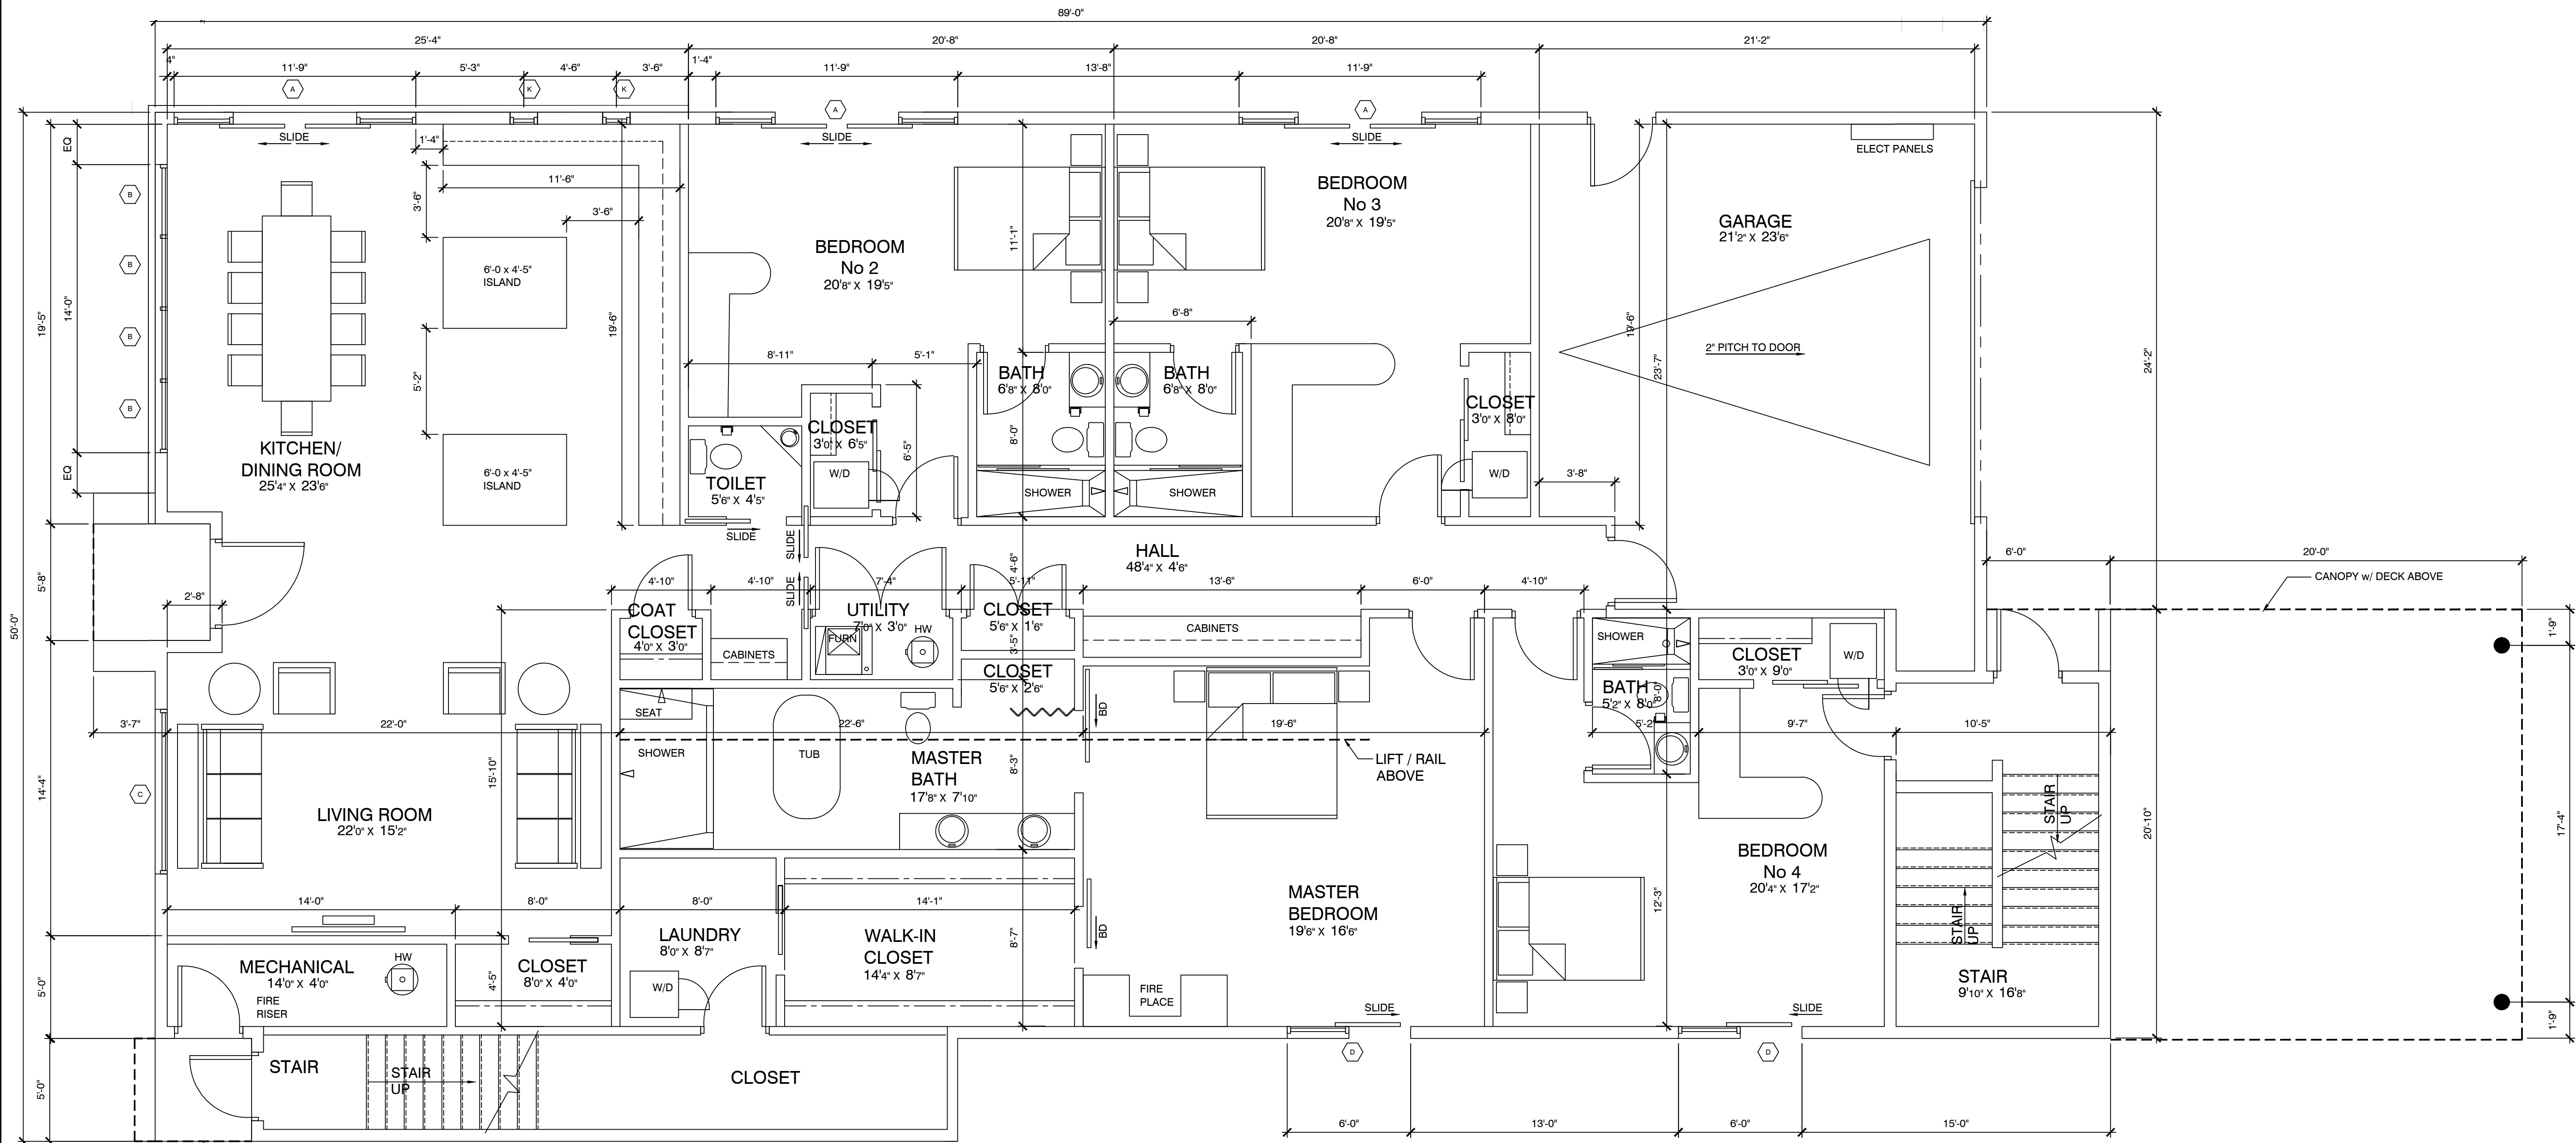 89'-0"
25'-4"
20'-8"
20'-8"
21'-2"
4"
11'-9"
5'-3"
4'-6"
3'-6"
1'-4"
11'-9"
13'-8"
11'-9"
A
K
K
A
A
SLIDE
SLIDE
SLIDE
ELECT PANELS
EQ
14'-0"
EQ
B
B
B
B
19'-5"
50'-0"
5'-8"
14'-4"
5'-0"
5'-0"
1'-4"
11'-6"
3'-6"
3'-6"
6'-0 x 4'-5"
ISLAND
5'-2"
6'-0 x 4'-5"
ISLAND
19'-6"
KITCHEN/
DINING ROOM
25'4" X 23'6"
BEDROOM
No 2
20'8" X 19'5"
11'-1"
BEDROOM
No 3
20'8" X 19'5"
GARAGE
21'2" X 23'6"
2" PITCH TO DOOR
19'-6"
23'-7"
24'-2"
6'-8"
8'-11"
5'-1"
BATH
6'8" X 8'0"
BATH
6'8" X 8'0"
CLOSET
3'0" X 6'5"
CLOSET
3'0" X 8'0"
6'-5"
8'-0"
W/D
W/D
TOILET
5'6" X 4'5"
SHOWER
SHOWER
3'-8"
SLIDE
SLIDE
SLIDE
HALL
48'4" X 4'6"
4'-6"
2'-8"
4'-10"
4'-10"
7'-4"
5'-11"
13'-6"
6'-0"
4'-10"
6'-0"
20'-0"
CANOPY w/ DECK ABOVE
COAT
CLOSET
4'0" X 3'0"
CABINETS
UTILITY
7'0" X 3'0"
FURN
HW
CLOSET
5'6" X 1'6"
3'-5"
CLOSET
5'6" X 2'6"
CABINETS
SHOWER
CLOSET
3'0" X 9'0"
W/D
BATH
5'2" X 8'0"
8'-0"
1'-9"
17'-4"
1'-9"
20'-10"
3'-7"
22'-0"
22'-6"
19'-6"
5'-2"
9'-7"
10'-5"
SEAT
SHOWER
TUB
BD
MASTER
BATH
17'8" X 7'10"
8'-3"
LIFT / RAIL
ABOVE
C
15'-10"
LIVING ROOM
22'0" X 15'2"
STAIR
UP
BEDROOM
No 4
20'4" X 17'2"
MASTER
BEDROOM
19'6" X 16'6"
12'-3"
14'-0"
8'-0"
8'-0"
14'-1"
8'-7"
BD
STAIR
UP
LAUNDRY
8'0" X 8'7"
WALK-IN
CLOSET
14'4" X 8'7"
MECHANICAL
14'0" X 4'0"
HW
FIRE
RISER
CLOSET
8'0" X 4'0"
4'-5"
W/D
FIRE
PLACE
STAIR
9'10" X 16'8"
SLIDE
SLIDE
D
D
STAIR
STAIR
UP
CLOSET
6'-0"
13'-0"
6'-0"
15'-0"